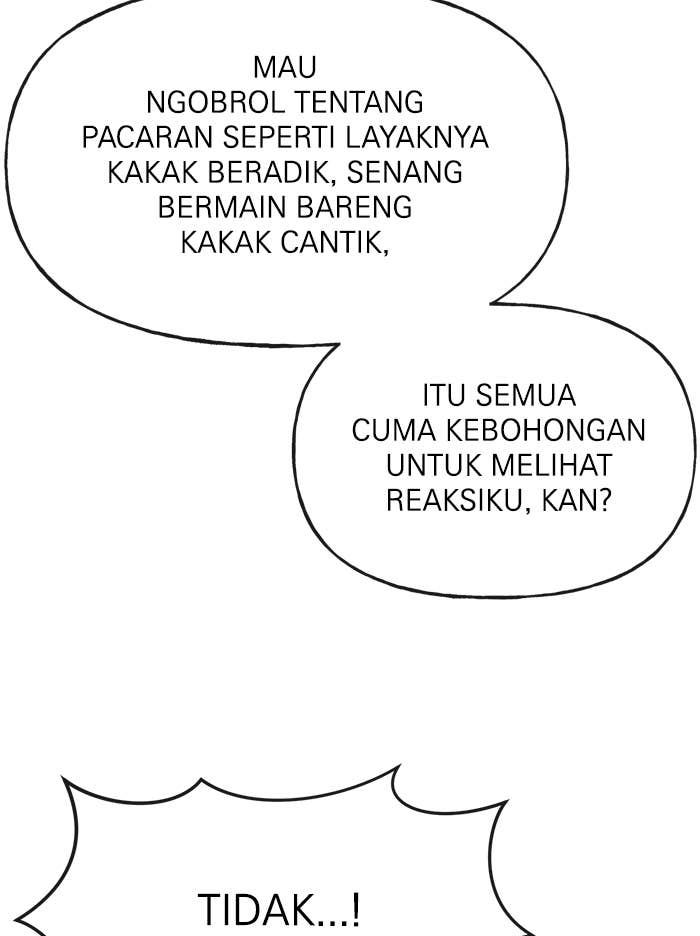 MAU
NGOBROL TENTANG
PACARAN SEPERTI LAYAKNYA
KAKAK BERADIK, SENANG
BERMAIN BARENG
KAKAK CANTIK,
ITU SEMUA
CUMA KEBOHONGAN
UNTUK MELIHAT
REAKSIKU, KAN?
TIDAK...!